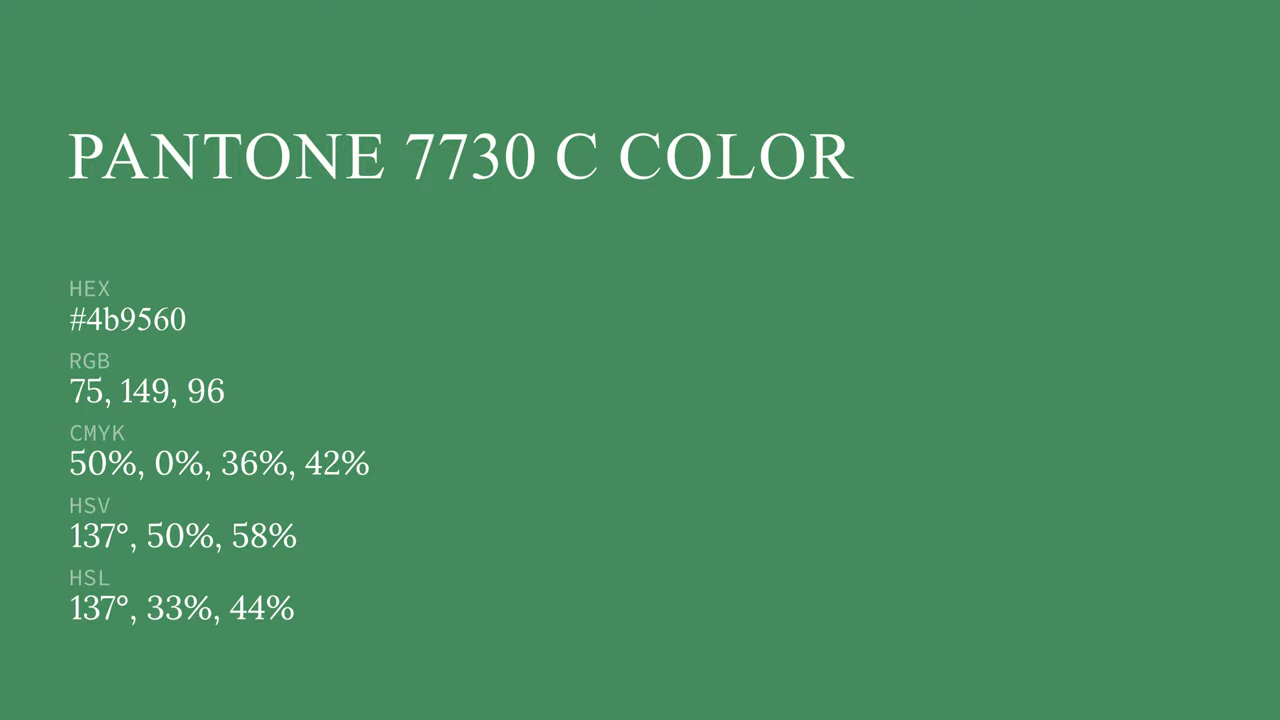 PANTONE 7730 C COLOR
HEX
#4b9560
RGB
75, 149, 96
CMYK
50%, 0%, 36%, 42%
HSV
137°, 50%, 58%
HSL
137°, 33%, 44%